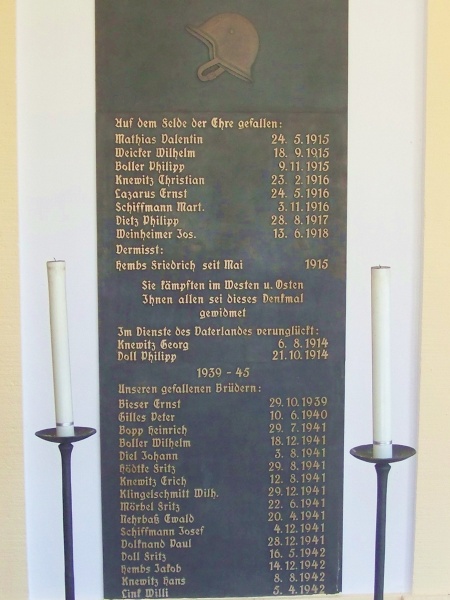 Auf dem Felde der Ehre gefallen:
Mathias Valentin 24. 5. 1915
Weicker Wilhelm 18. 9. 1915
Boller Philipp 9. 11. 1915
Knewitz Christian 23. 2. 1916
Lazarus Ernst 24. 5. 1916
Schiffmann Mart. 3. 11. 1916
Dietz Philipp 28. 8. 1917
Weinheimer Jos. 13. 6. 1918
Vermisst:
Hembs Friedrich seit Mai 1915
Sie kämpften im Westen u. Osten
Ihnen allen sei dieses Denkmal
gewidmet
Im Dienste des Vaterlandes verunglückt:
Knewitz Georg 6. 8. 1914
Doll Philipp 21. 10. 1914
1939 - 45
Unseren gefallenen Brüdern:
Bieser Ernst 29. 10. 1939
Gilles Peter 10. 6. 1940
Bopp Heinrich 29. 7. 1941
Boller Wilhelm 18. 12. 1941
Diel Johann 3. 8. 1941
Hödtke Fritz 29. 8. 1941
Knewitz Erich 12. 8. 1941
Klingelschmitt Wilh. 29. 12. 1941
Mörbel Fritz 22. 6. 1941
Nehrbaß Ewald 20. 4. 1941
Schiffmann Josef 4. 12. 1941
Volknand Paul 28. 12. 1941
Doll Fritz 16. 5. 1942
Hembs Jakob 14. 12. 1942
Knewitz Hans 8. 8. 1942
Link Willi 5. 4. 1942